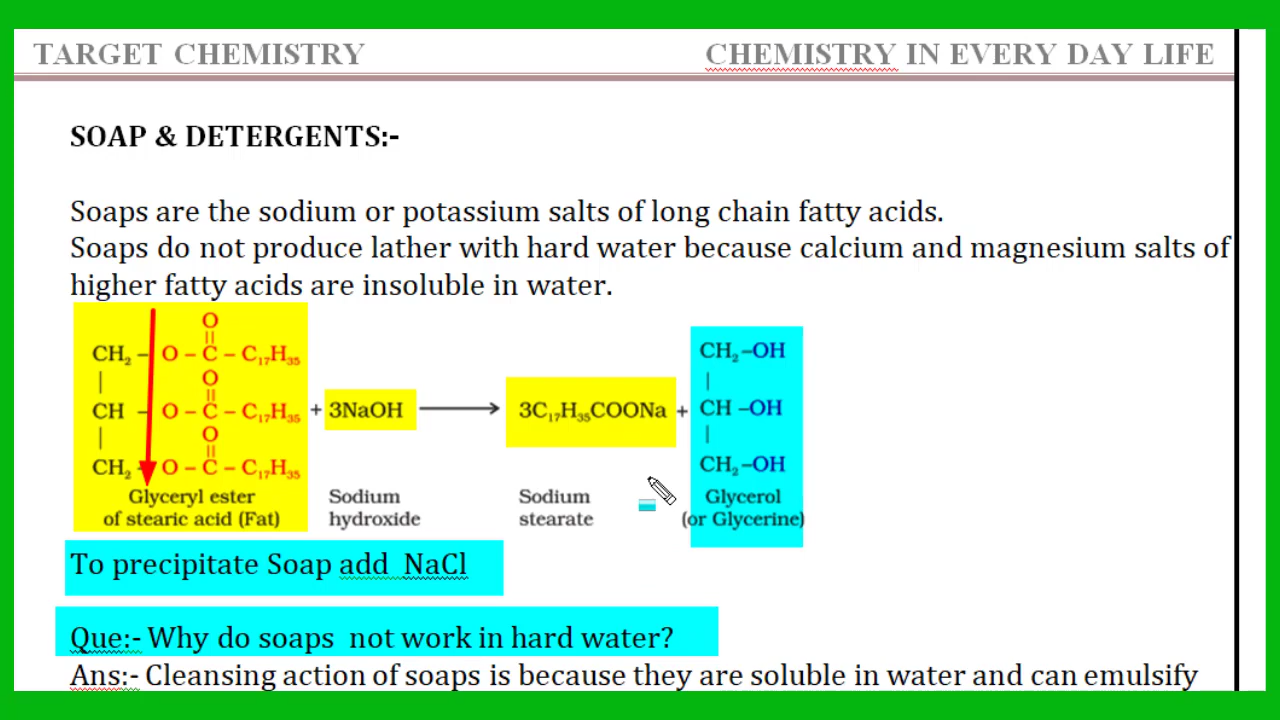 TARGET CHEMISTRY CHEMISTRY IN EVERY DAY LIFE
SOAP & DETERGENTS:-
Soaps are the sodium or potassium salts of long chain fatty acids.
Soaps do not produce lather with hard water because calcium and magnesium salts of
higher fatty acids are insoluble in water.
O
||
CH₂ – O – C – C₁₇H₃₅ CH₂–OH
| O |
||
CH – O – C – C₁₇H₃₅ + 3NaOH ⟶ 3C₁₇H₃₅COONa + CH –OH
| O |
||
CH₂ – O – C – C₁₇H₃₅ CH₂–OH
Glyceryl ester Sodium Sodium Glycerol
of stearic acid (Fat) hydroxide stearate (or Glycerine)
To precipitate Soap add NaCl
Que:- Why do soaps not work in hard water?
Ans:- Cleansing action of soaps is because they are soluble in water and can emulsify